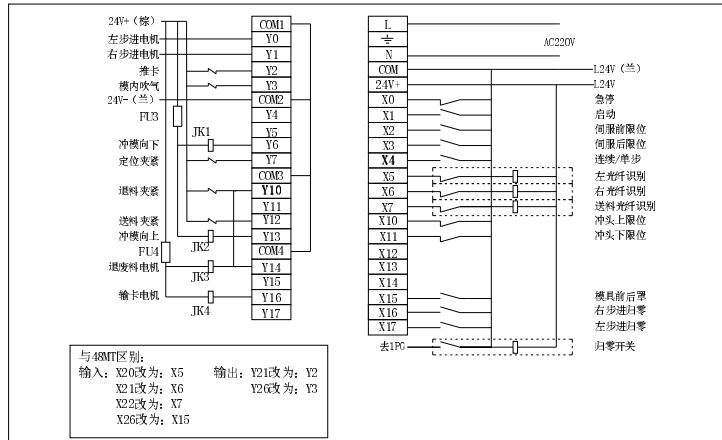 24V+（棕） COM1
左步进电机 Y0
右步进电机 Y1
推卡 Y2
模内吹气 Y3
24V-（兰） COM2
FU3 Y4
JK1 Y5
冲模向下 Y6
定位夹紧 Y7
COM3
退料夹紧 Y10
Y11
送料夹紧 Y12
冲模向上 JK2 Y13
FU4 COM4
退废料电机 JK3 Y14
Y15
输卡电机 Y16
JK4 Y17
L
AC220V
N
COM L24V（兰）
24V+ L24V
X0 急停
X1 启动
X2 伺服前限位
X3 伺服后限位
X4 连续/单步
X5 左光纤识别
X6 右光纤识别
X7 送料光纤识别
X10 冲头上限位
X11 冲头下限位
X12
X13
X14
X15 模具前后罩
X16 右步进归零
X17 左步进归零
去1PG 归零开关
与48MT区别：
输入：X20改为：X5 输出：Y21改为：Y2
X21改为：X6 Y26改为：Y3
X22改为：X7
X26改为：X15